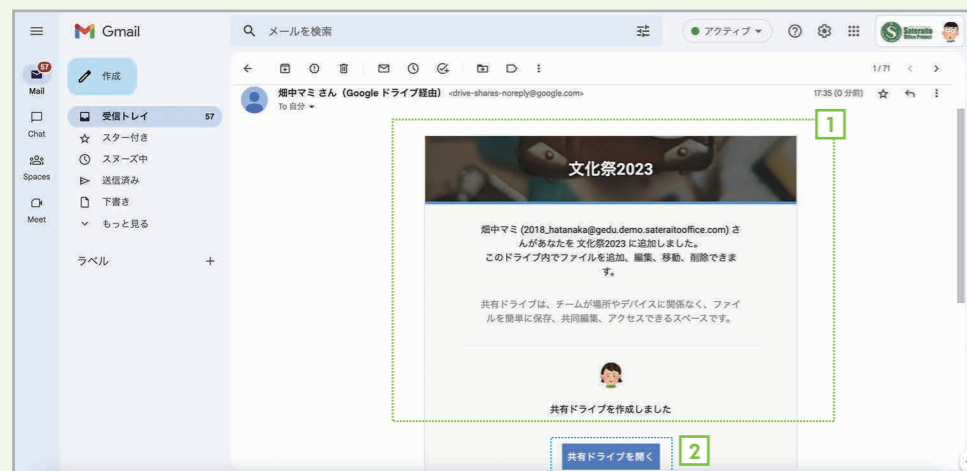 Gmail
メールを検索
アクティブ
Sateraito
Office Project
57
Mail
Chat
Spaces
Meet
作成
受信トレイ 57
スター付き
スヌーズ中
送信済み
下書き
もっと見る
ラベル +
1/71
畑中マミ さん（Google ドライブ経由） <drive-shares-noreply@google.com>
To 自分
17:35 (0 分前)
1
文化祭2023
畑中マミ (2018_hatanaka@gedu.demo.sateraitooffice.com) さ
んがあなたを 文化祭2023 に追加しました。
このドライブ内でファイルを追加、編集、移動、削除できま
す。
共有ドライブは、チームが場所やデバイスに関係なく、ファイ
ルを簡単に保存、共同編集、アクセスできるスペースです。
共有ドライブを作成しました
共有ドライブを開く
2